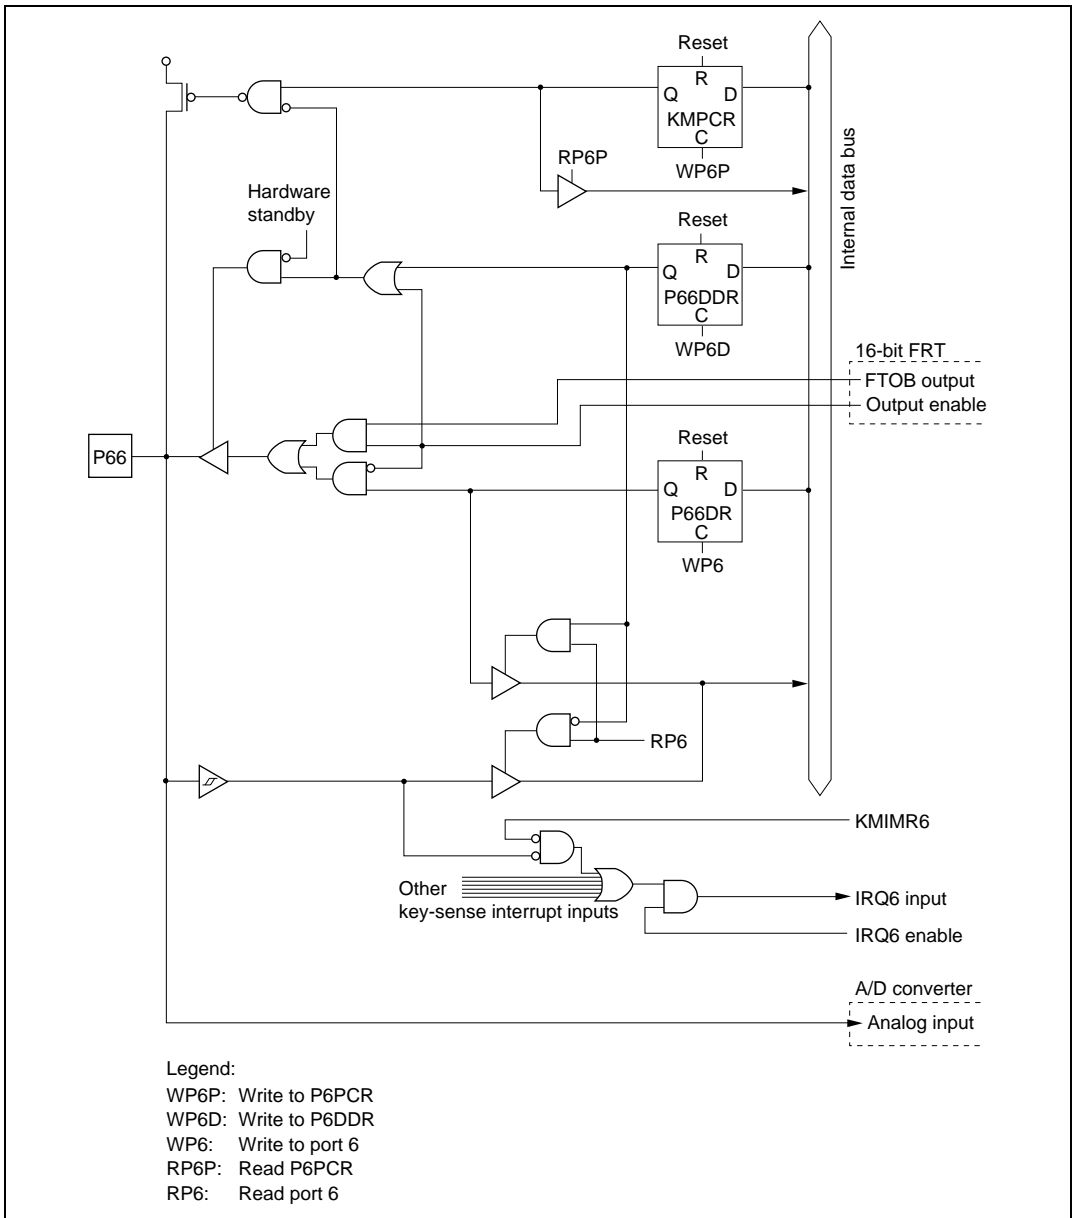 Reset
R
Q
D
KMPCR
C
WP6P
RP6P
Hardware
standby
Internal data bus
Reset
R
Q
D
P66DDR
C
WP6D
16-bit FRT
FTOB output
Output enable
P66
Reset
R
Q
D
P66DR
C
WP6
RP6
KMIMR6
Other
key-sense interrupt inputs
IRQ6 input
IRQ6 enable
A/D converter
Analog input
Legend:
WP6P: Write to P6PCR
WP6D: Write to P6DDR
WP6: Write to port 6
RP6P: Read P6PCR
RP6: Read port 6